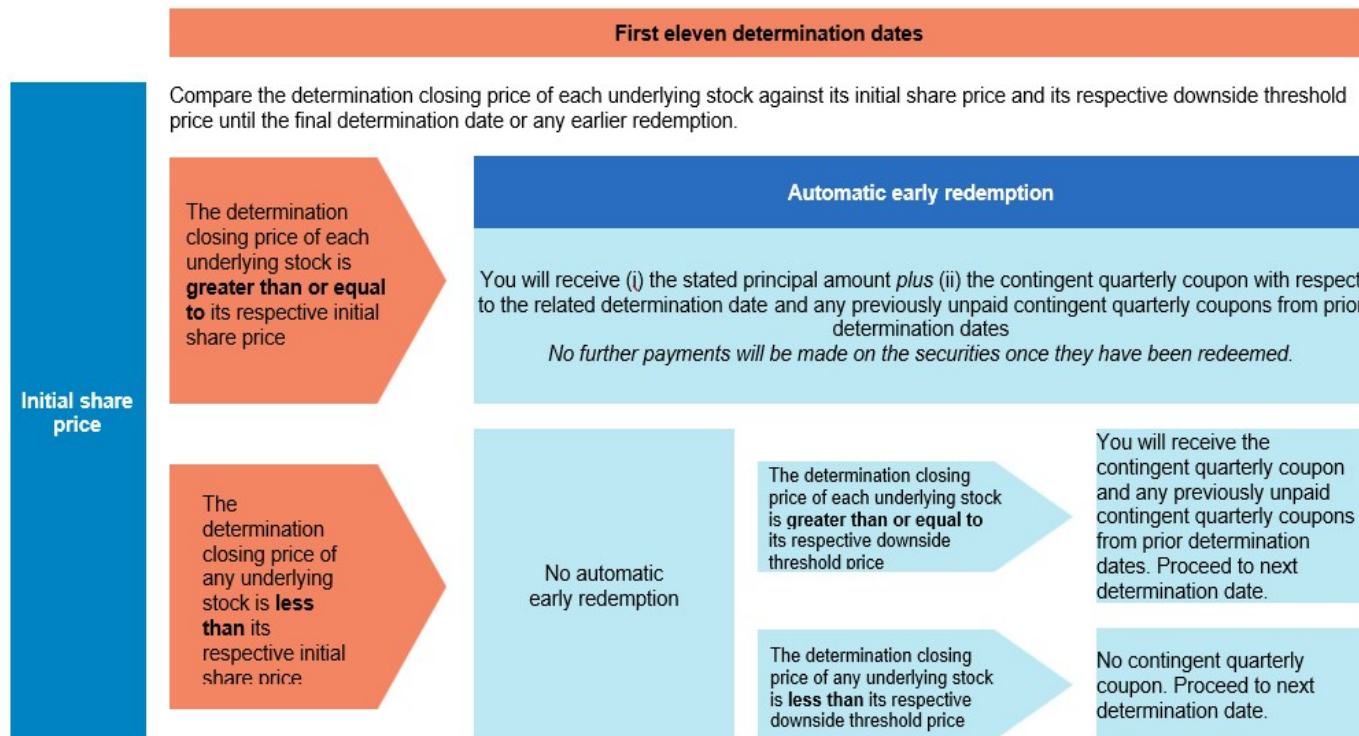 First eleven determination dates
Compare the determination closing price of each underlying stock against its initial share price and its respective downside threshold
price until the final determination date or any earlier redemption.
Initial share
price
The determination
closing price of each
underlying stock is
greater than or equal
to its respective initial
share price
Automatic early redemption
You will receive (i) the stated principal amount plus (ii) the contingent quarterly coupon with respect
to the related determination date and any previously unpaid contingent quarterly coupons from prior
determination dates
No further payments will be made on the securities once they have been redeemed.
The
determination
closing price of
any underlying
stock is less
than its
respective initial
share price
No automatic
early redemption
The determination closing
price of each underlying stock
is greater than or equal to
its respective downside
threshold price
You will receive the
contingent quarterly coupon
and any previously unpaid
contingent quarterly coupons
from prior determination
dates. Proceed to next
determination date.
The determination closing
price of any underlying stock
is less than its respective
downside threshold price
No contingent quarterly
coupon. Proceed to next
determination date.